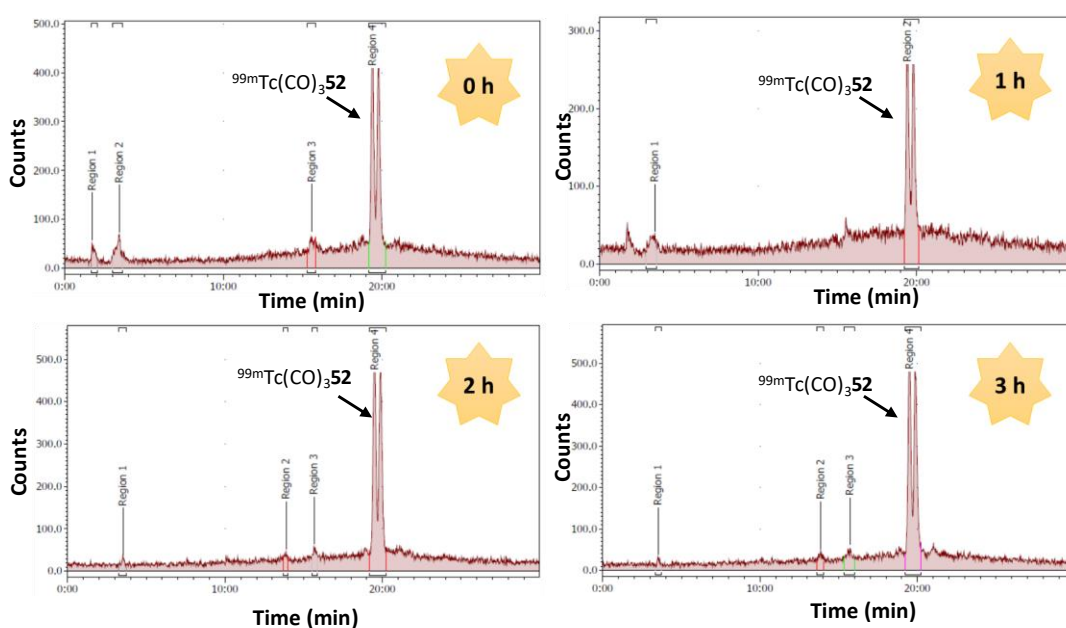 500.0
400.0
300.0
200.0
100.0
0.0
Counts
Region 1
Region 2
Region 3
Region 4
99mTc(CO)352
0 h
0:00
10:00
20:00
Time (min)
300.0
200.0
100.0
0.0
Counts
Region 1
Region 2
99mTc(CO)352
1 h
0:00
10:00
20:00
Time (min)
500.0
400.0
300.0
200.0
100.0
0.0
Counts
Region 1
Region 2
Region 3
Region 4
99mTc(CO)352
2 h
0:00
10:00
20:00
Time (min)
500.0
400.0
300.0
200.0
100.0
0.0
Counts
Region 1
Region 2
Region 3
Region 4
99mTc(CO)352
3 h
0:00
10:00
20:00
Time (min)